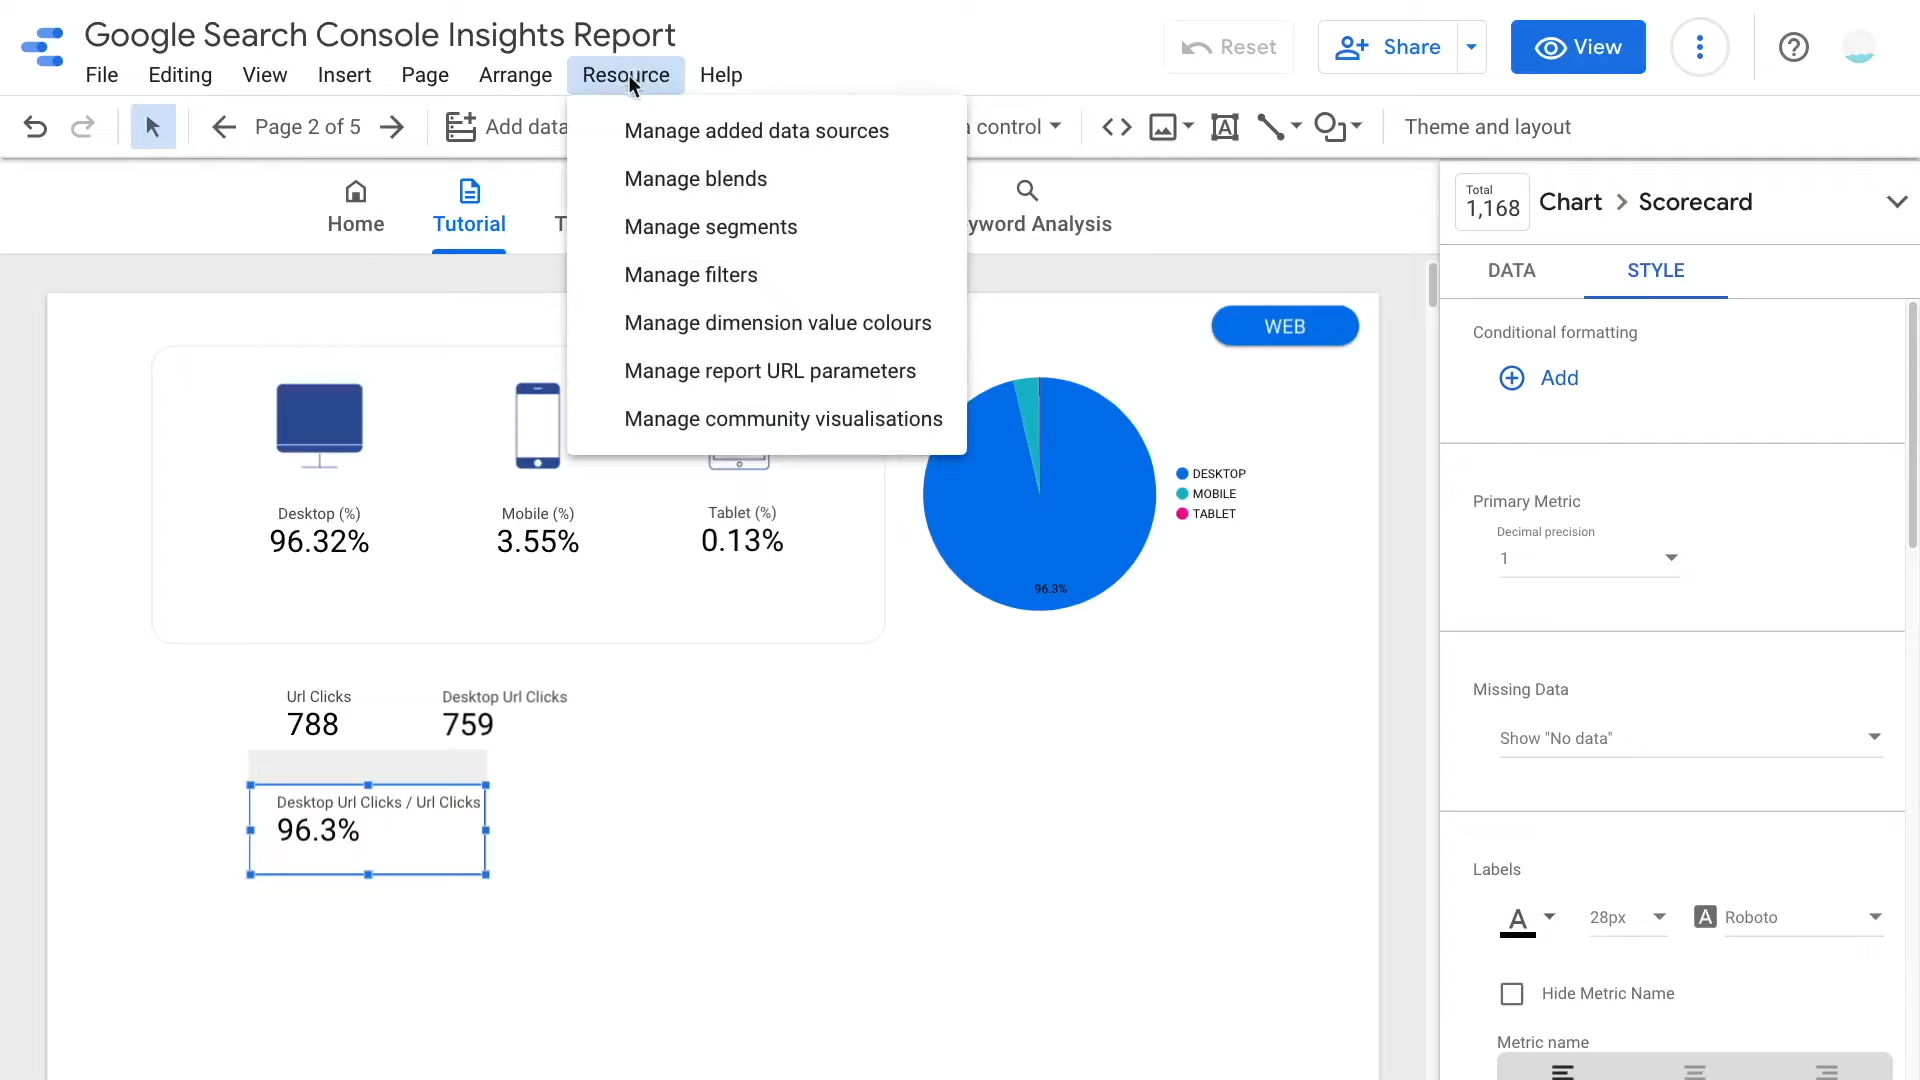 Google Search Console Insights Report
Reset
Share
View
File Editing View Insert Page Arrange Resource Help
Page 2 of 5
Add data
control
Theme and layout
Manage added data sources
Manage blends
Manage segments
Manage filters
Manage dimension value colours
Manage report URL parameters
Manage community visualisations
Home
Tutorial
T
yword Analysis
Total
1,168
Chart > Scorecard
DATA
STYLE
WEB
Conditional formatting
Add
Desktop (%)
96.32%
Mobile (%)
3.55%
Tablet (%)
0.13%
DESKTOP
MOBILE
TABLET
96.3%
Primary Metric
Decimal precision
1
Url Clicks
788
Desktop Url Clicks
759
Missing Data
Show "No data"
Desktop Url Clicks / Url Clicks
96.3%
Labels
A
28px
A
Roboto
Hide Metric Name
Metric name